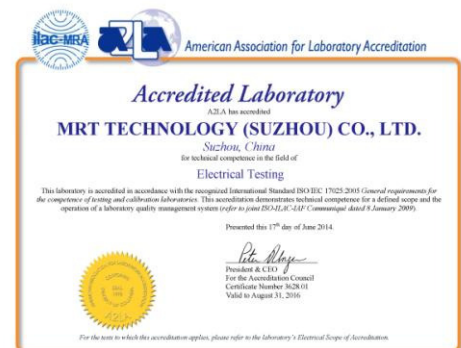 ilac-MRA
A2LA
American Association for Laboratory Accreditation
Accredited Laboratory
A2LA has accredited
MRT TECHNOLOGY (SUZHOU) CO., LTD.
Suzhou, China
for technical competence in the field of
Electrical Testing
This laboratory is accredited in accordance with the recognized International Standard ISO/IEC 17025:2005 General requirements for
the competence of testing and calibration laboratories. This accreditation demonstrates technical competence for a defined scope and the
operation of a laboratory quality management system (refer to joint ISO-ILAC-IAF Communiqué dated 8 January 2009).
Presented this 17th day of June 2014.
President & CEO
For the Accreditation Council
Certificate Number 3628.01
Valid to August 31, 2016
A2LA
For the tests to which this accreditation applies, please refer to the laboratory's Electrical Scope of Accreditation.